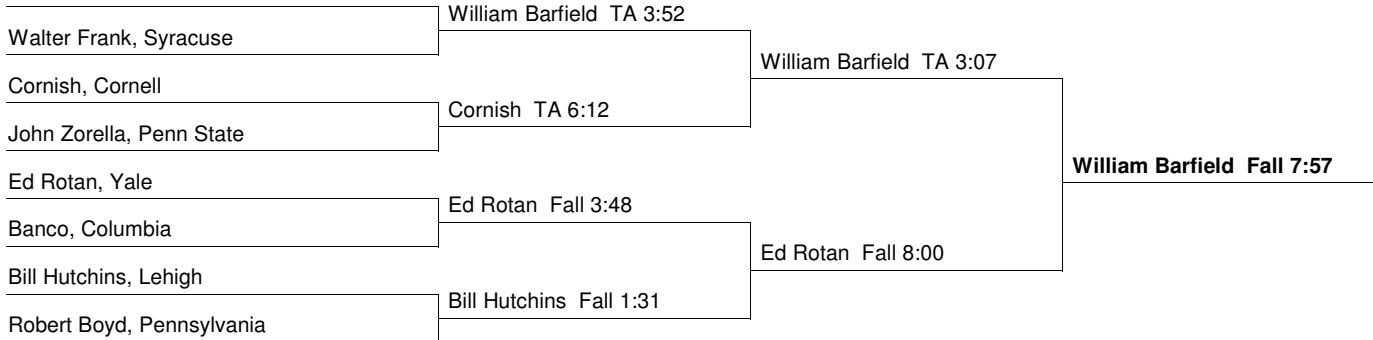 William Barfield  TA 3:52
Walter Frank, Syracuse
William Barfield  TA 3:07
Cornish, Cornell
Cornish  TA 6:12
John Zorella, Penn State
William Barfield  Fall 7:57
Ed Rotan, Yale
Ed Rotan  Fall 3:48
Banco, Columbia
Ed Rotan  Fall 8:00
Bill Hutchins, Lehigh
Bill Hutchins  Fall 1:31
Robert Boyd, Pennsylvania